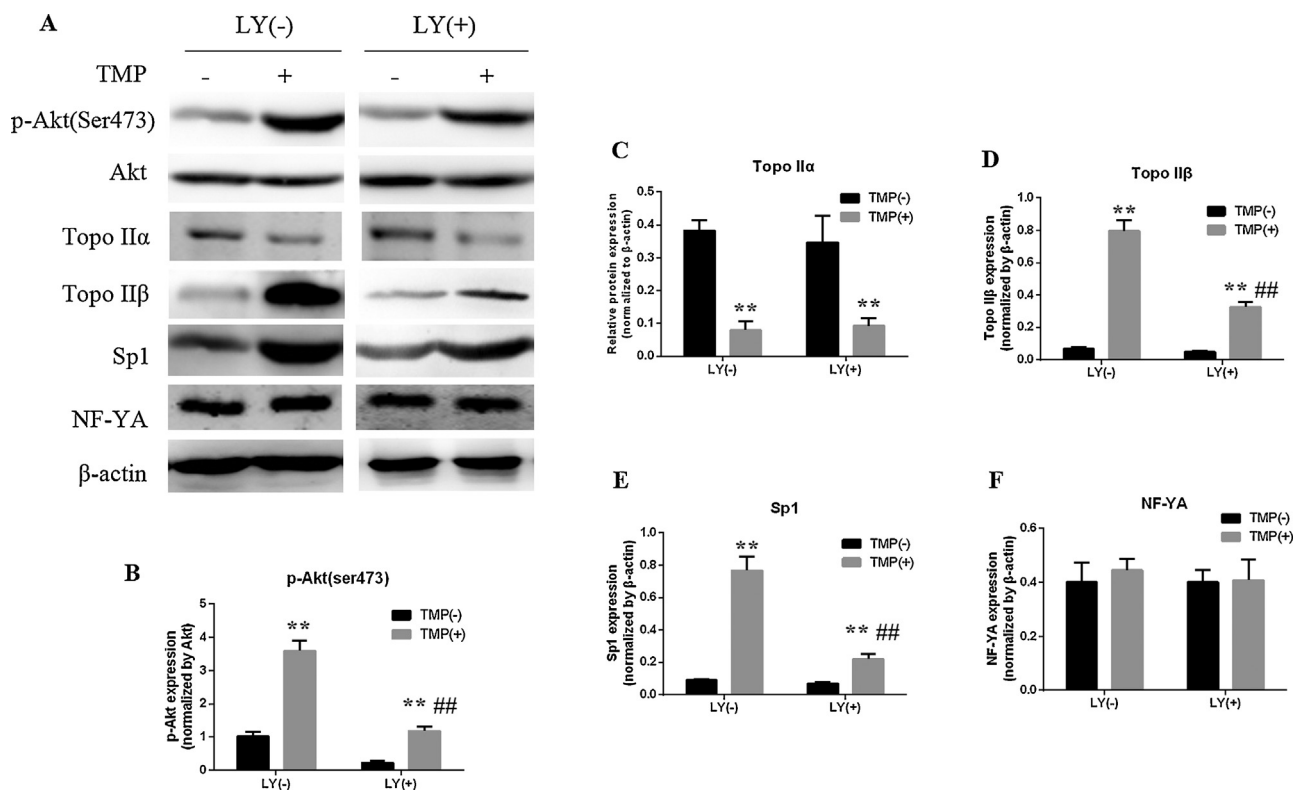 A
LY(-) LY(+)
TMP - + - +
p-Akt(Ser473)
Akt
Topo IIα
Topo IIβ
Sp1
NF-YA
β-actin
B
p-Akt(ser473)
p-Akt expression
(normalized by Akt)
5
4
3
2
1
0
**
** ##
TMP(-)
TMP(+)
LY(-) LY(+)
C
Topo IIα
Relative protein expression
(normalized to β-actin)
0.5
0.4
0.3
0.2
0.1
0.0
** **
TMP(-)
TMP(+)
LY(-) LY(+)
D
Topo IIβ
Topo IIβ expression
(normalized by β-actin)
1.0
0.8
0.6
0.4
0.2
0.0
**
** ##
TMP(-)
TMP(+)
LY(-) LY(+)
E
Sp1
Sp1 expression
(normalized by β-actin)
1.0
0.8
0.6
0.4
0.2
0.0
**
** ##
TMP(-)
TMP(+)
LY(-) LY(+)
F
NF-YA
NF-YA expression
(normalized by β-actin)
0.6
0.4
0.2
0.0
TMP(-)
TMP(+)
LY(-) LY(+)